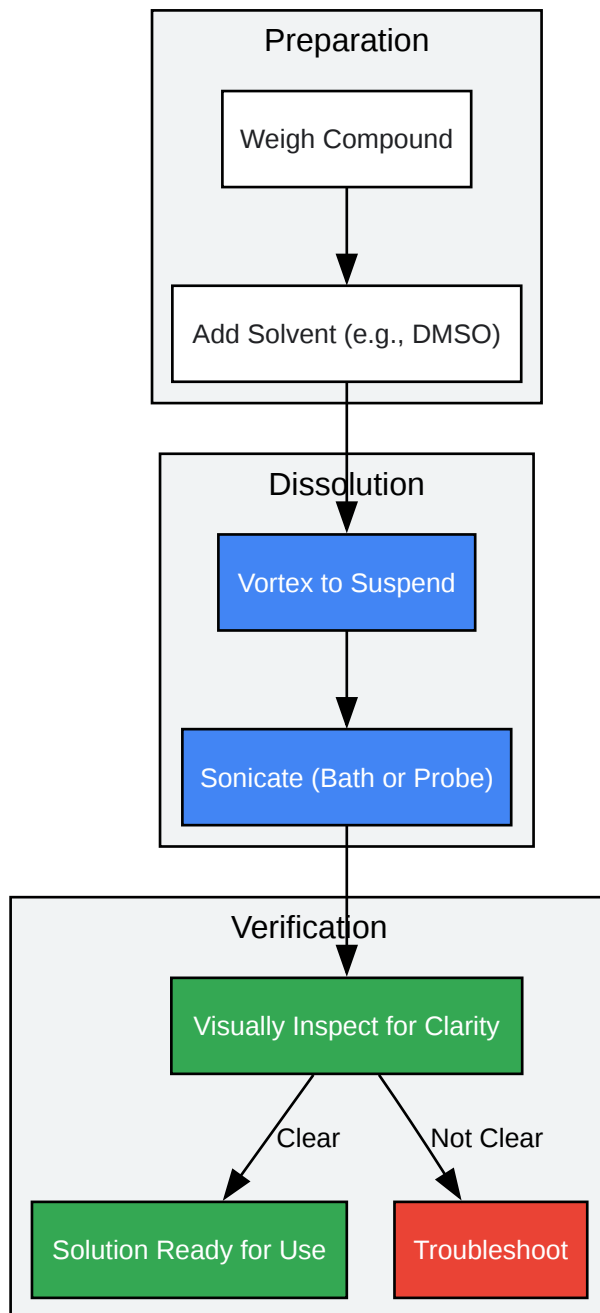 Preparation
Weigh Compound
Add Solvent (e.g., DMSO)
Dissolution
Vortex to Suspend
Sonicate (Bath or Probe)
Verification
Visually Inspect for Clarity
Clear
Not Clear
Solution Ready for Use
Troubleshoot